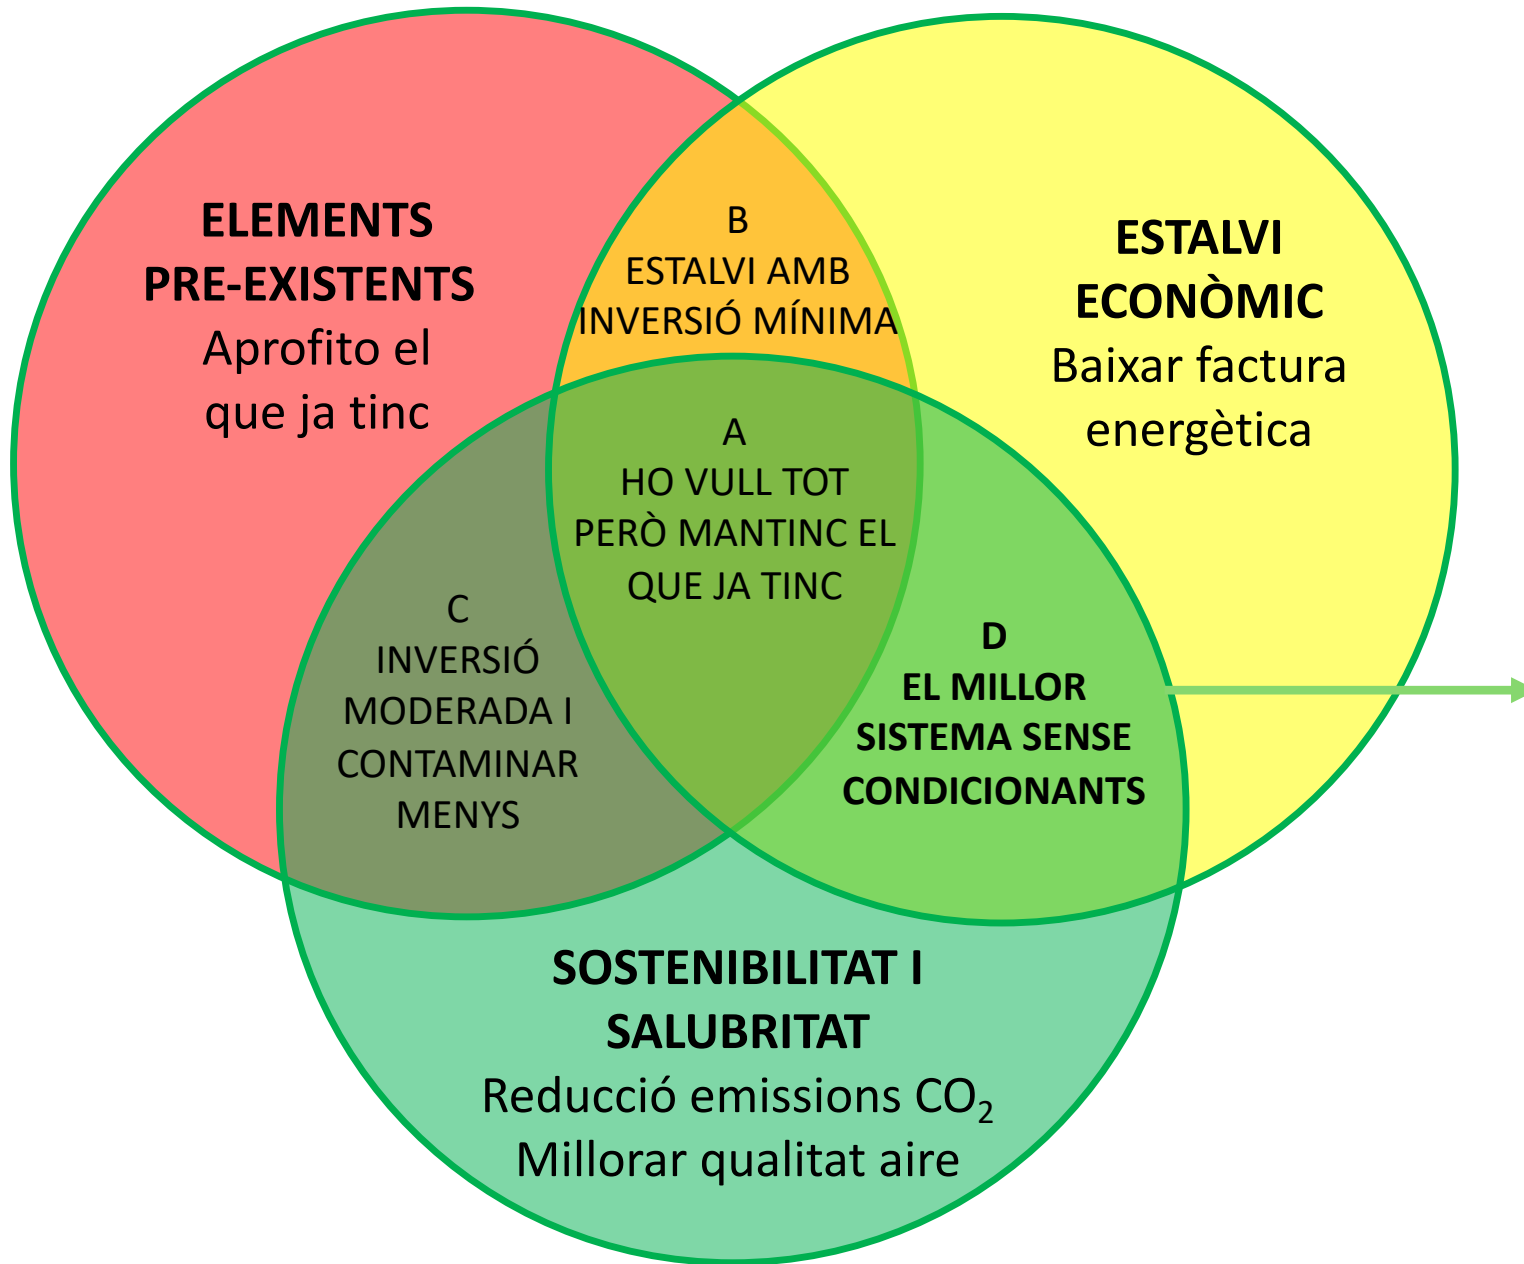 ELEMENTS
PRE-EXISTENTS
Aprofito el
que ja tinc
B
ESTALVI AMB
INVERSIÓ MÍNIMA
ESTALVI
ECONÒMIC
Baixar factura
energètica
A
HO VULL TOT
PERÒ MANTINC EL
QUE JA TINC
C
INVERSIÓ
MODERADA I
CONTAMINAR
MENYS
D
EL MILLOR
SISTEMA SENSE
CONDICIONANTS
SOSTENIBILITAT I
SALUBRITAT
Reducció emissions CO₂
Millorar qualitat aire